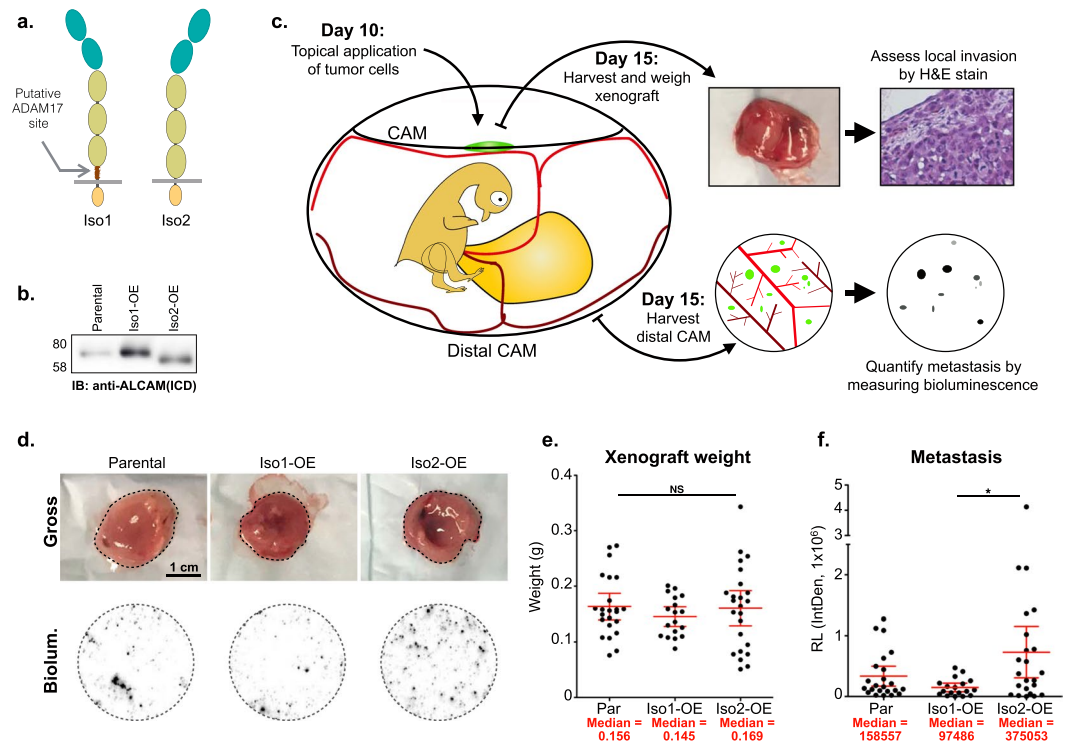 a.
Putative
ADAM17
site
Iso1
Iso2
b.
Parental
Iso1-OE
Iso2-OE
80
58
IB: anti-ALCAM(ICD)
c.
Day 10:
Topical application
of tumor cells
Day 15:
Harvest and weigh
xenograft
Assess local invasion
by H&E stain
CAM
Distal CAM
Day 15:
Harvest
distal CAM
Quantify metastasis by
measuring bioluminescence
d.
Parental
Iso1-OE
Iso2-OE
Gross
1 cm
Biolum.
e.
Xenograft weight
NS
Weight (g)
0.4
0.3
0.2
0.1
0
Par
Iso1-OE
Iso2-OE
Median =
0.156
Median =
0.145
Median =
0.169
f.
Metastasis
*
RL (IntDen, 1x10⁶)
5
4
3
2
1
0
Par
Iso1-OE
Iso2-OE
Median =
158557
Median =
97486
Median =
375053